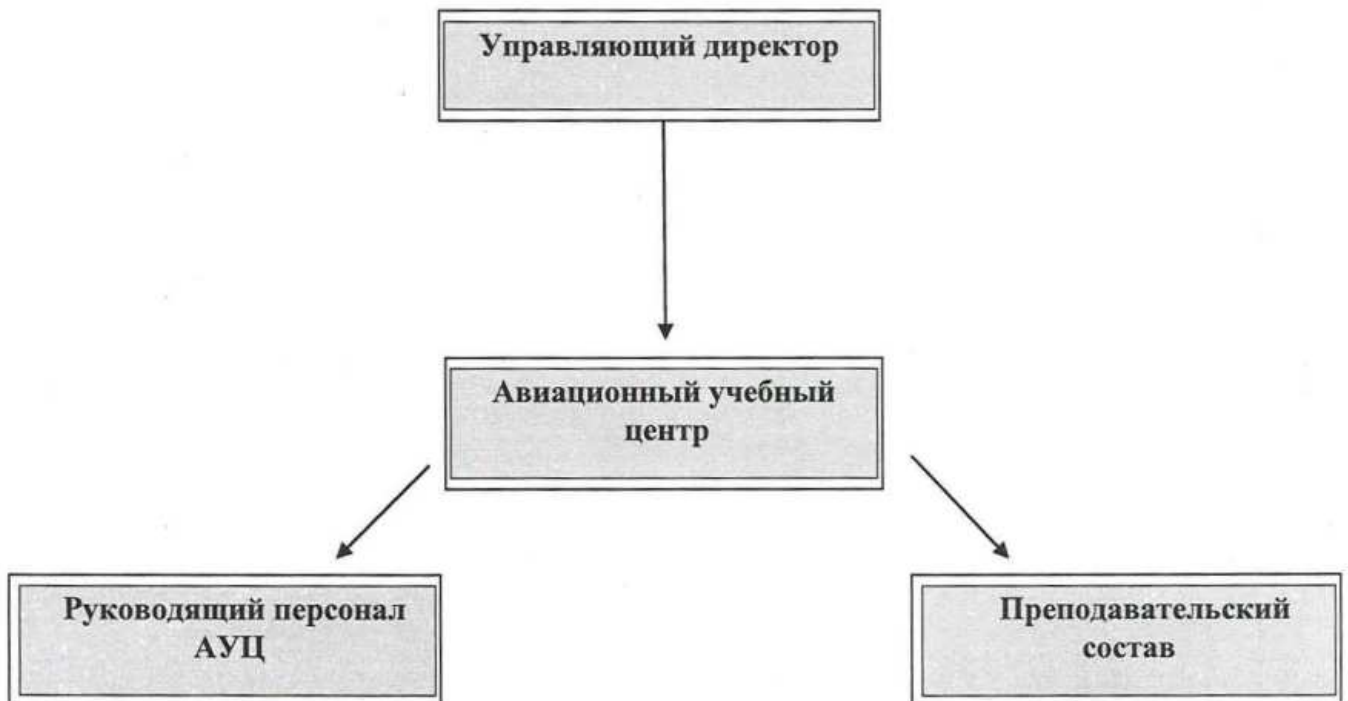 Управляющий директор
Авиационный учебный
центр
Руководящий персонал
АУЦ
Преподавательский
состав